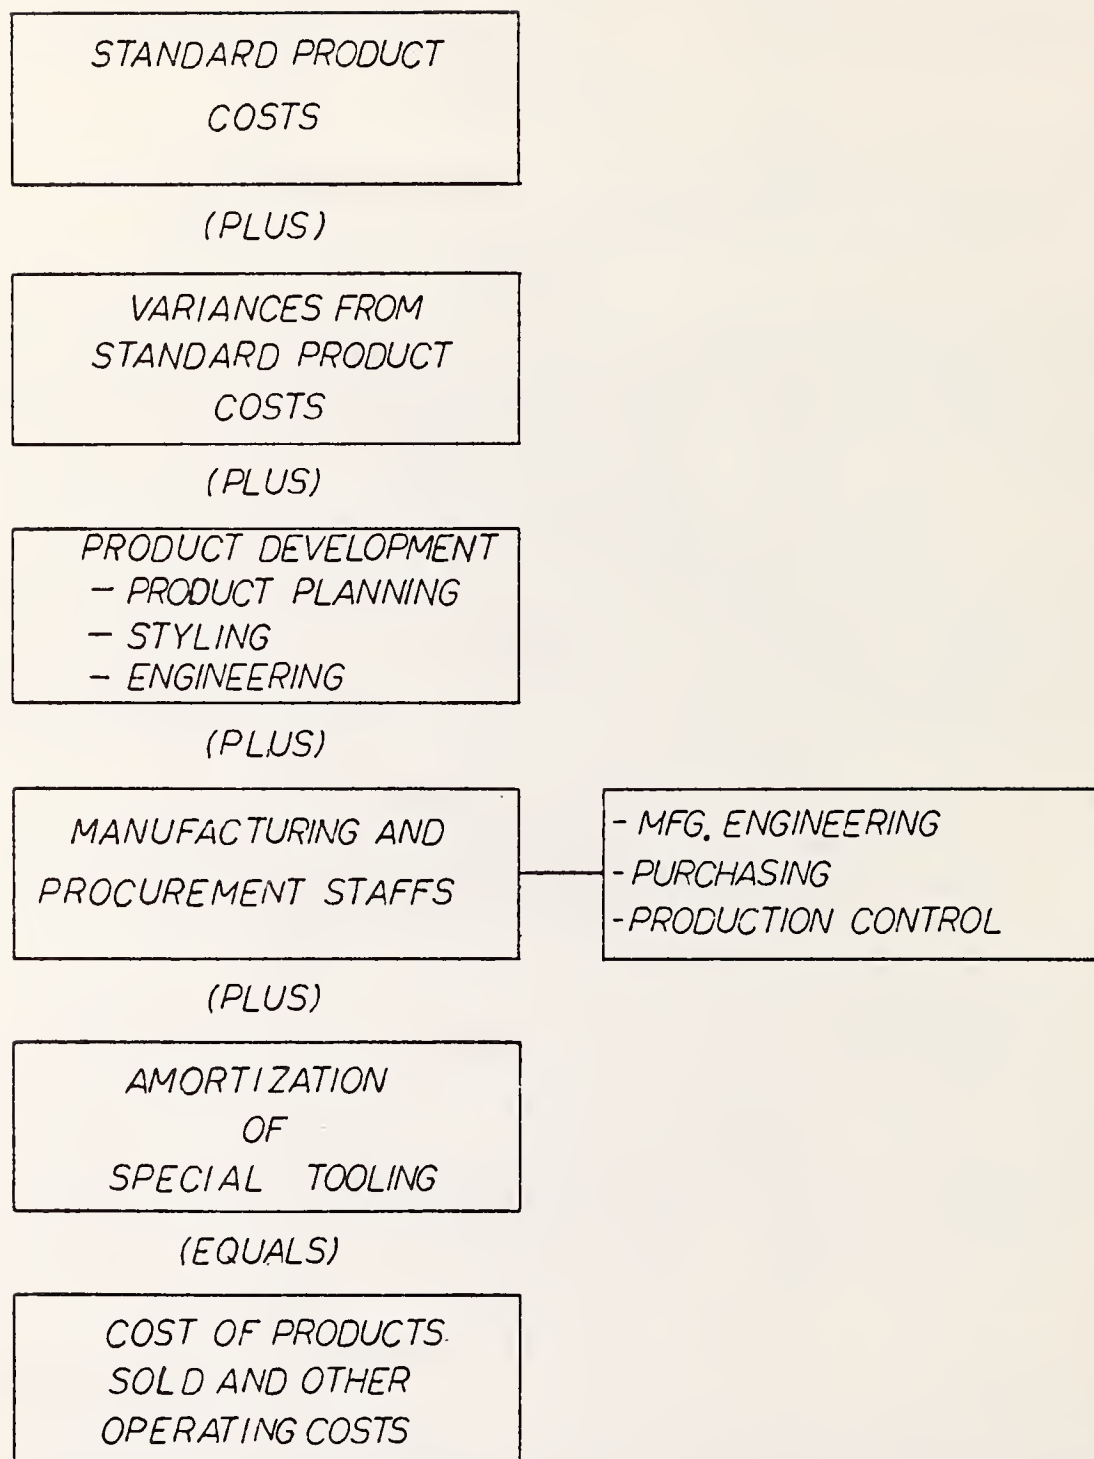 STANDARD PRODUCT
COSTS
(PLUS)
VARIANCES FROM
STANDARD PRODUCT
COSTS
(PLUS)
PRODUCT DEVELOPMENT
- PRODUCT PLANNING
- STYLING
- ENGINEERING
(PLUS)
MANUFACTURING AND
PROCUREMENT STAFFS
- MFG. ENGINEERING
- PURCHASING
- PRODUCTION CONTROL
(PLUS)
AMORTIZATION
OF
SPECIAL TOOLING
(EQUALS)
COST OF PRODUCTS
SOLD AND OTHER
OPERATING COSTS